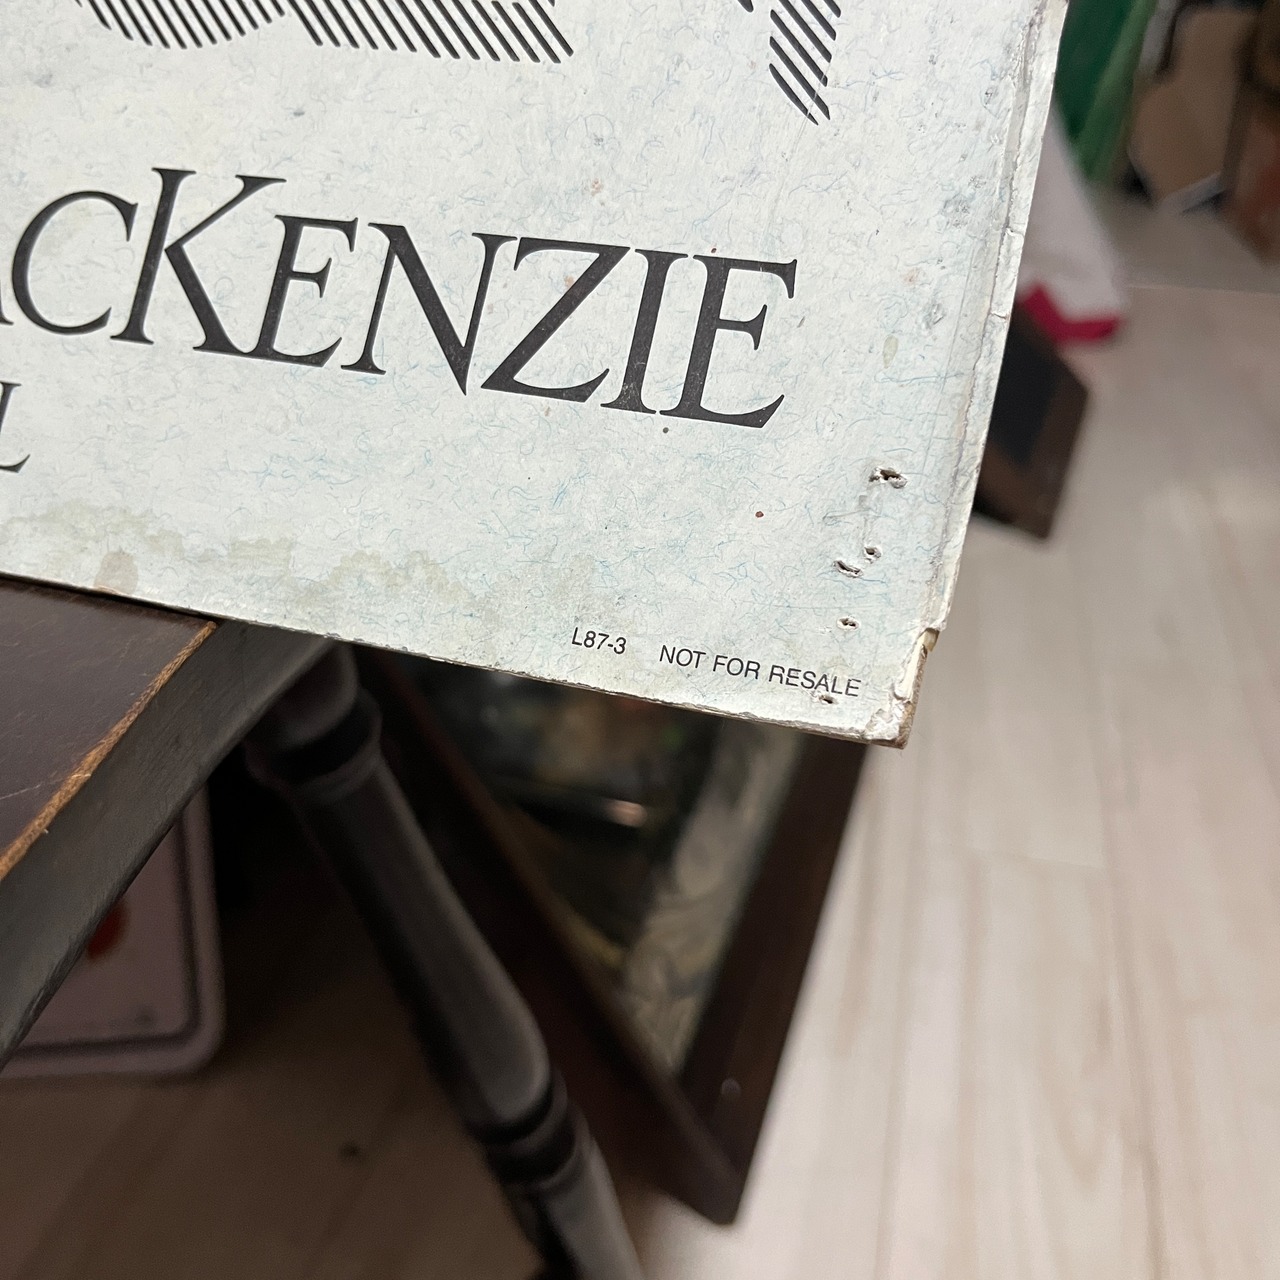 ACKENZIE
L
L87-3 NOT FOR RESALE